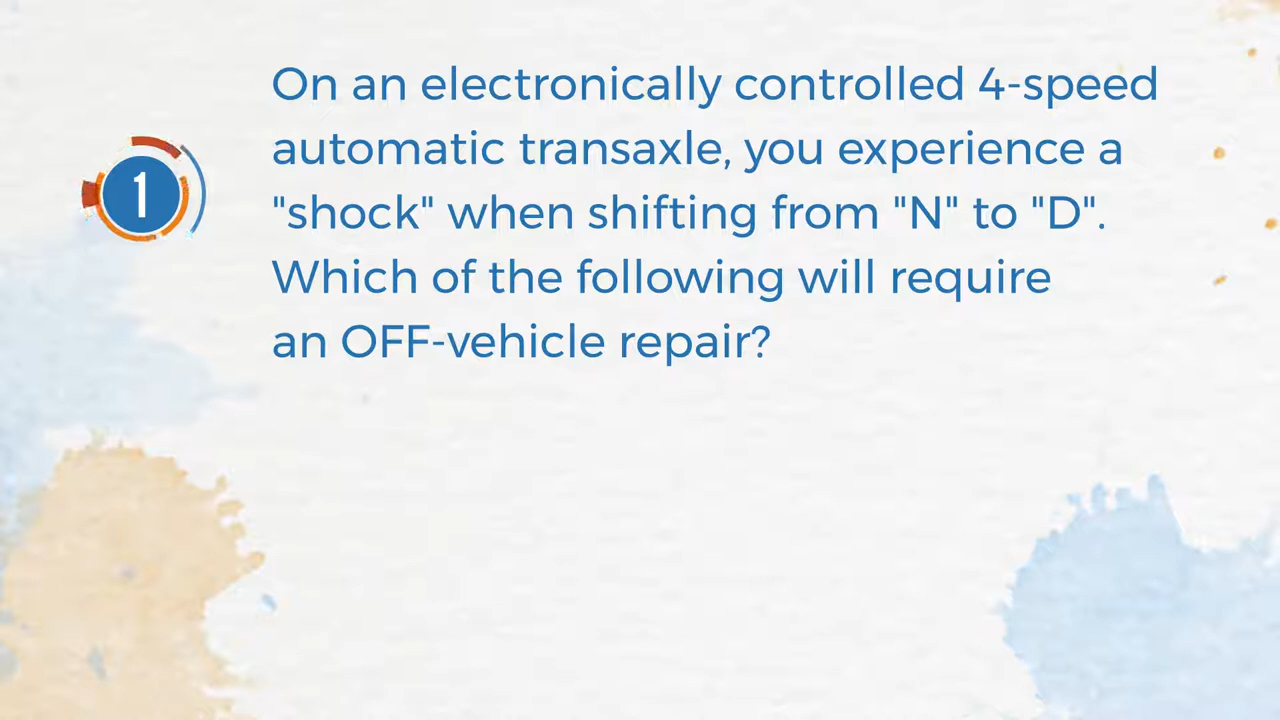 1
On an electronically controlled 4-speed
automatic transaxle, you experience a
"shock" when shifting from "N" to "D".
Which of the following will require
an OFF-vehicle repair?